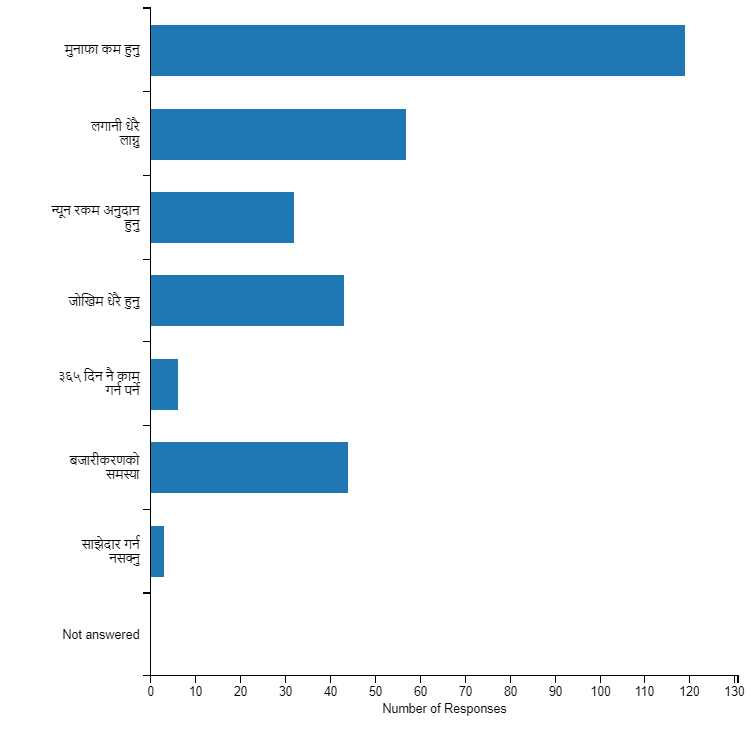 मुनाफा कम हुनु
लगानी धेरै
लाग्नु
न्यून रकम अनुदान
हुनु
जोखिम धेरै हुनु
३६५ दिन नै काम
गर्न पर्ने
बजारीकरणको
समस्या
साझेदार गर्न
नसक्नु
Not answered
0 10 20 30 40 50 60 70 80 90 100 110 120 130
Number of Responses